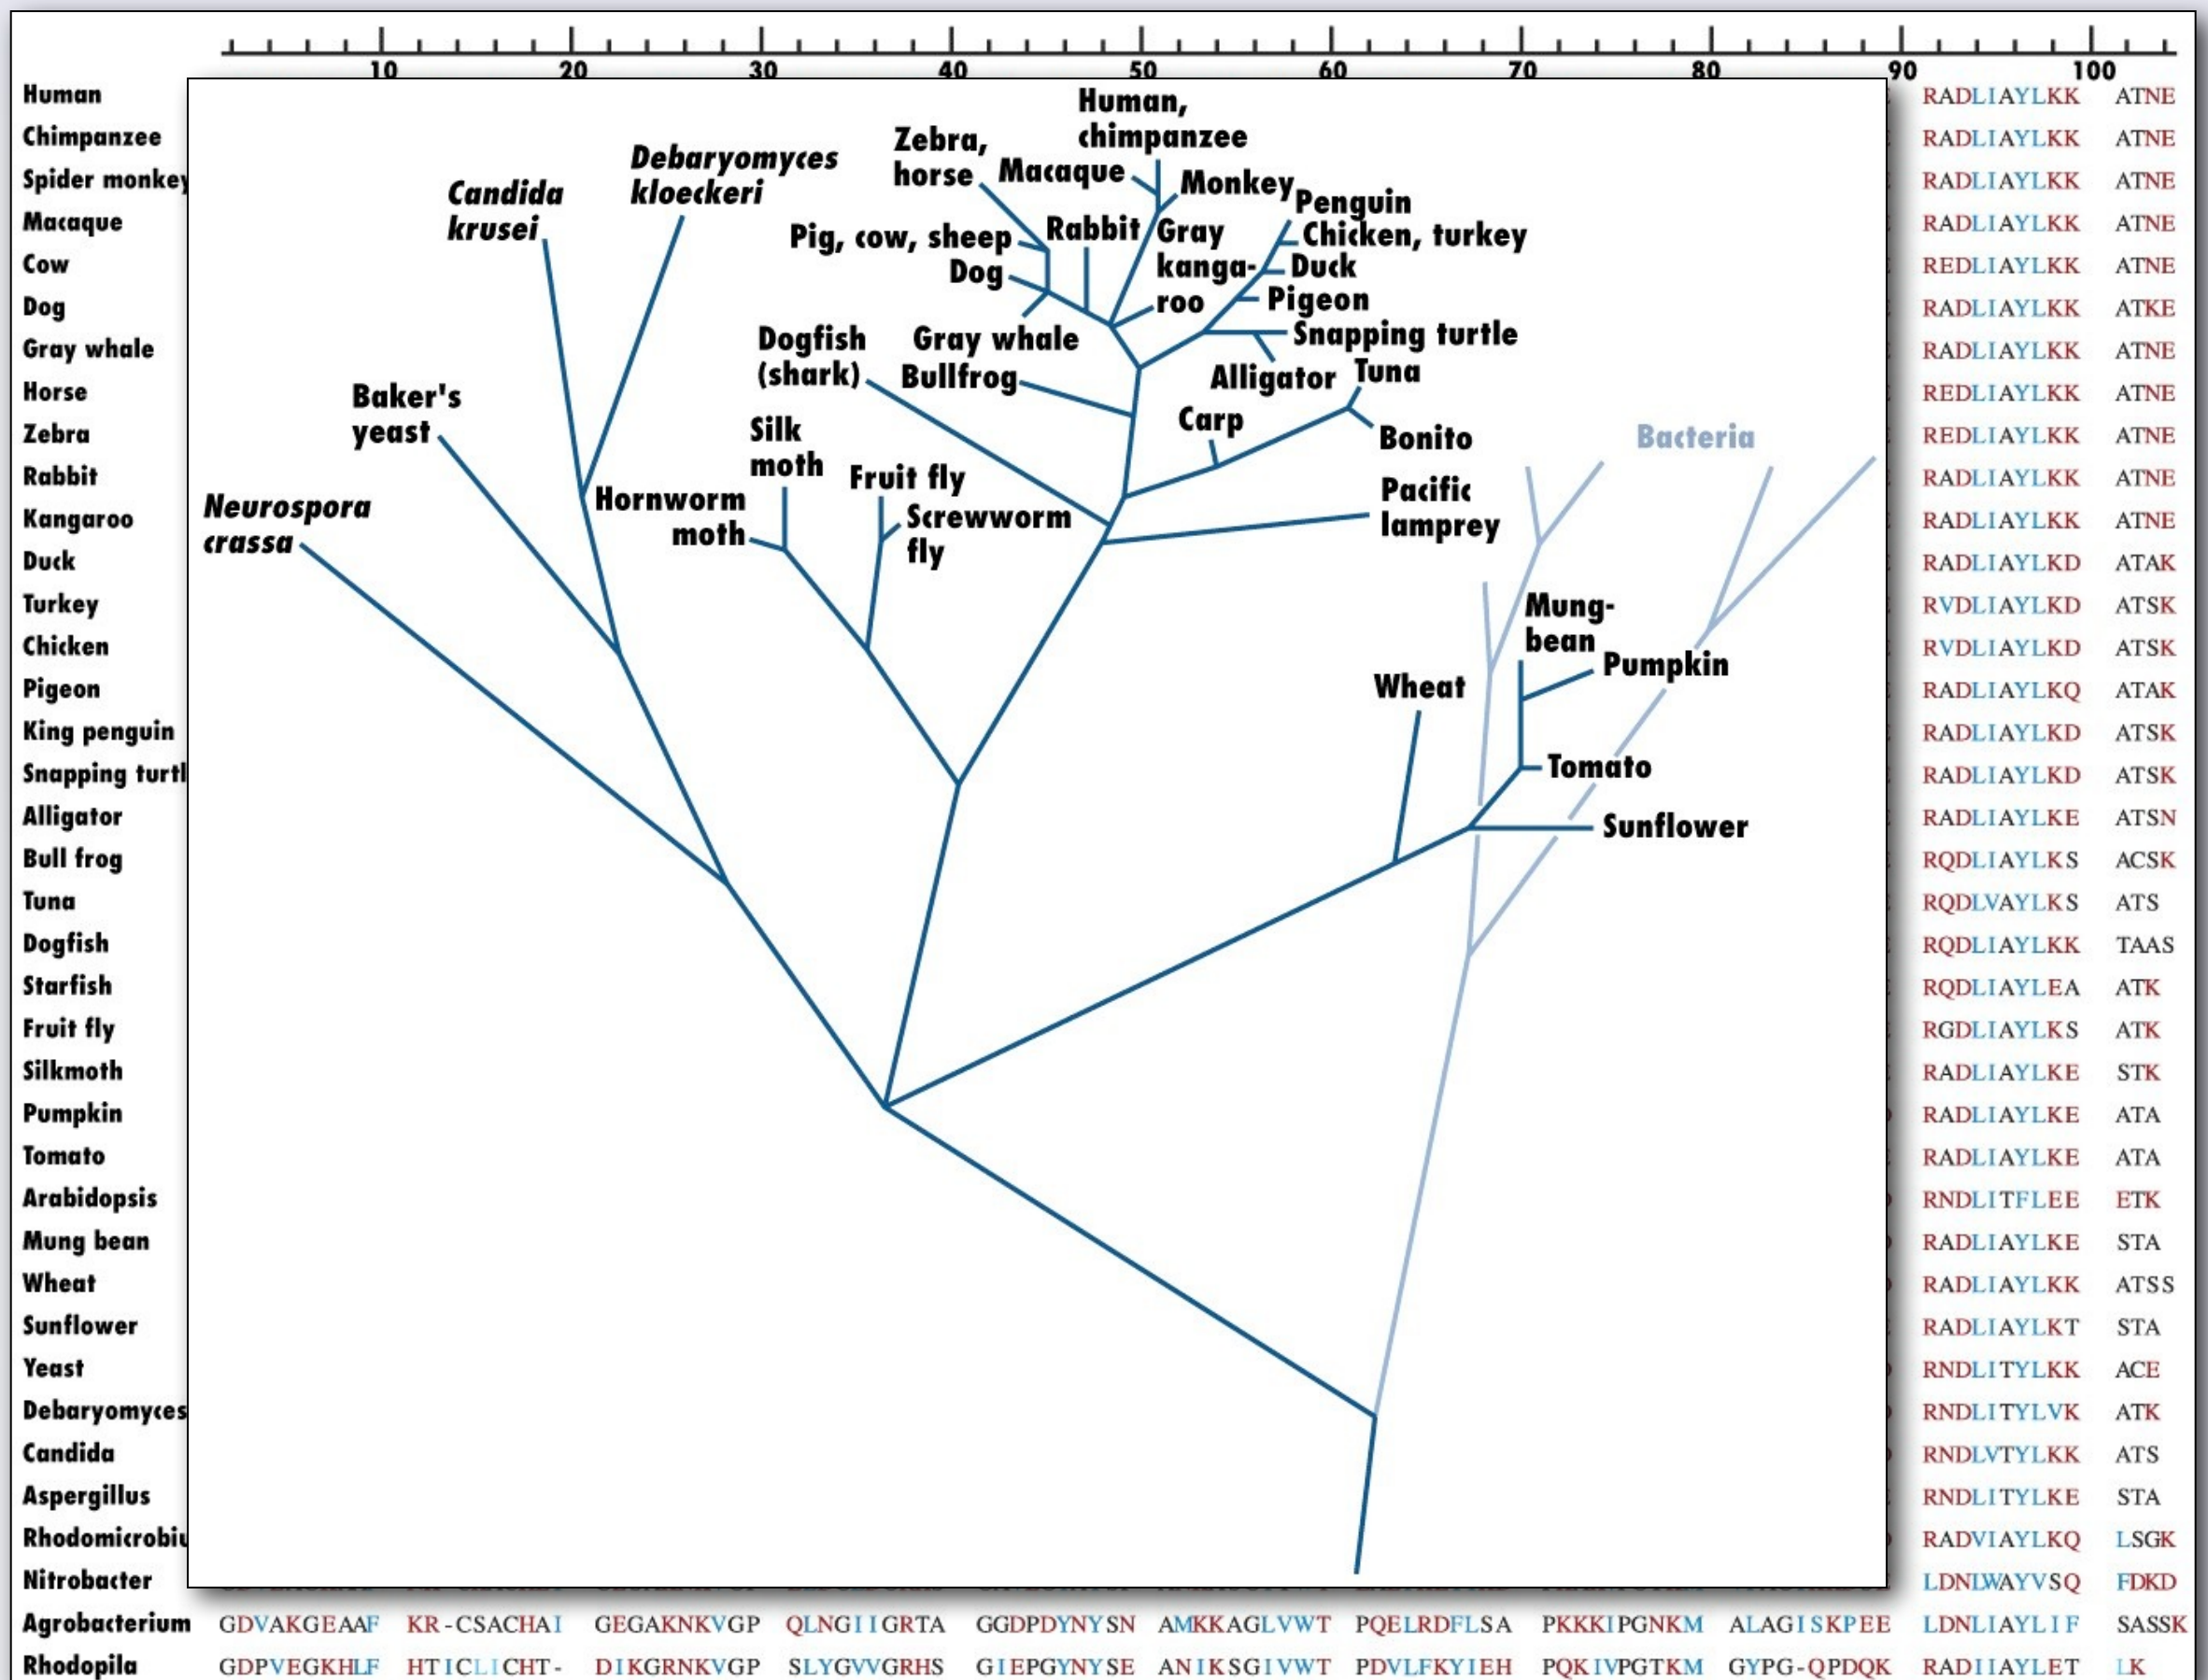 10 20 30 40 50 60 70 80 90 100
Human RADLIAYLKK ATNE
Chimpanzee RADLIAYLKK ATNE
Spider monkey RADLIAYLKK ATNE
Macaque RADLIAYLKK ATNE
Cow REDLIAYLKK ATNE
Dog RADLIAYLKK ATKE
Gray whale RADLIAYLKK ATNE
Horse REDLIAYLKK ATNE
Zebra REDLIAYLKK ATNE
Rabbit RADLIAYLKK ATNE
Kangaroo RADLIAYLKK ATNE
Duck RADLIAYLKD ATAK
Turkey RVDLIAYLKD ATSK
Chicken RVDLIAYLKD ATSK
Pigeon RADLIAYLKQ ATAK
King penguin RADLIAYLKD ATSK
Snapping turtl RADLIAYLKD ATSK
Alligator RADLIAYLKE ATSN
Bull frog RQDLIAYLKS ACSK
Tuna RQDLVAYLKS ATS
Dogfish RQDLIAYLKK TAAS
Starfish RQDLIAYLEA ATK
Fruit fly RGDLIAYLKS ATK
Silkmoth RADLIAYLKE STK
Pumpkin RADLIAYLKE ATA
Tomato RADLIAYLKE ATA
Arabidopsis RNDLITFLEE ETK
Mung bean RADLIAYLKE STA
Wheat RADLIAYLKK ATSS
Sunflower RADLIAYLKT STA
Yeast RNDLITYLKK ACE
Debaryomyces RNDLITYLVK ATK
Candida RNDLVTYLKK ATS
Aspergillus RNDLITYLKE STA
Rhodomicrobiu RADVIAYLKQ LSGK
Nitrobacter LDNLWAYVSQ FDKD
Agrobacterium GDVAKGEAAF KR-CSACHAI GEGAKNKVGP QLNGIIGRTA GGDPDYNYSN AMKKAGLVWT PQELRDFLSA PKKKIPGNKM ALAGISKPEE LDNLIAYLIF SASSK
Rhodopila GDPVEGKHLF HTICLICHT- DIKGRNKVGP SLYGVVGRHS GIEPGYNYSE ANIKSGIVWT PDVLFKYIEH PQKIVPGTKM GYPG-QPDQK RADIIAYLET LK
Human,
chimpanzee
Zebra,
horse
Macaque
Monkey
Debaryomyces
kloeckeri
Candida
krusei
Penguin
Pig, cow, sheep
Rabbit
Gray
kanga-
roo
Chicken, turkey
Dog
Duck
Pigeon
Dogfish
(shark)
Gray whale
Snapping turtle
Bullfrog
Alligator
Tuna
Baker's
yeast
Carp
Bonito
Bacteria
Silk
moth
Fruit fly
Hornworm
moth
Screwworm
fly
Pacific
lamprey
Neurospora
crassa
Mung-
bean
Pumpkin
Wheat
Tomato
Sunflower